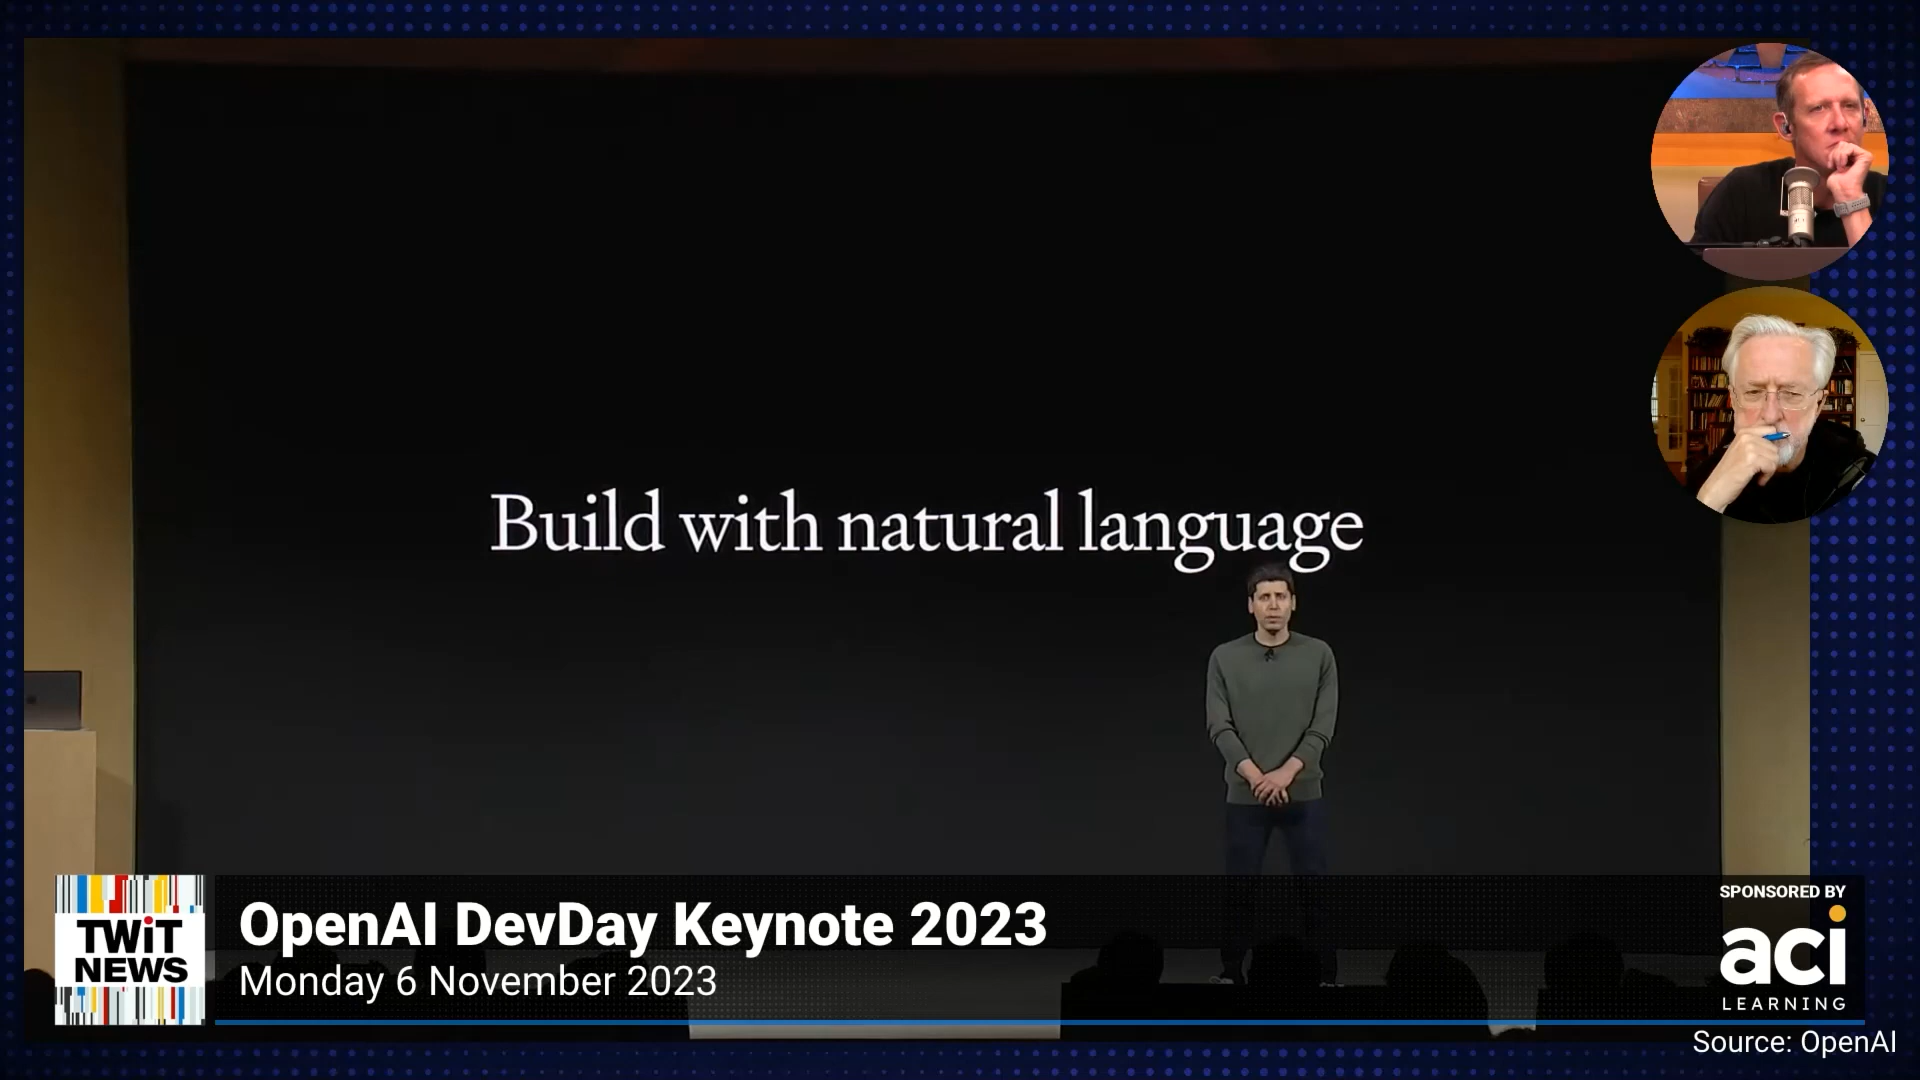 Build with natural language
TWiT
NEWS
OpenAI DevDay Keynote 2023
Monday 6 November 2023
SPONSORED BY
aci
LEARNING
Source: OpenAI